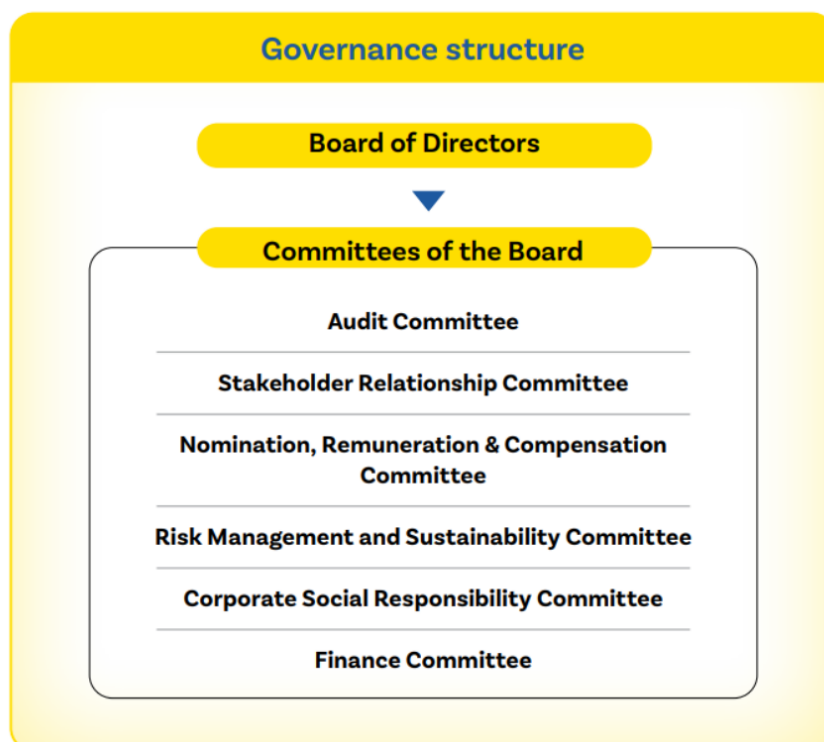 Governance structure
Board of Directors
Committees of the Board
Audit Committee
Stakeholder Relationship Committee
Nomination, Remuneration & Compensation
Committee
Risk Management and Sustainability Committee
Corporate Social Responsibility Committee
Finance Committee